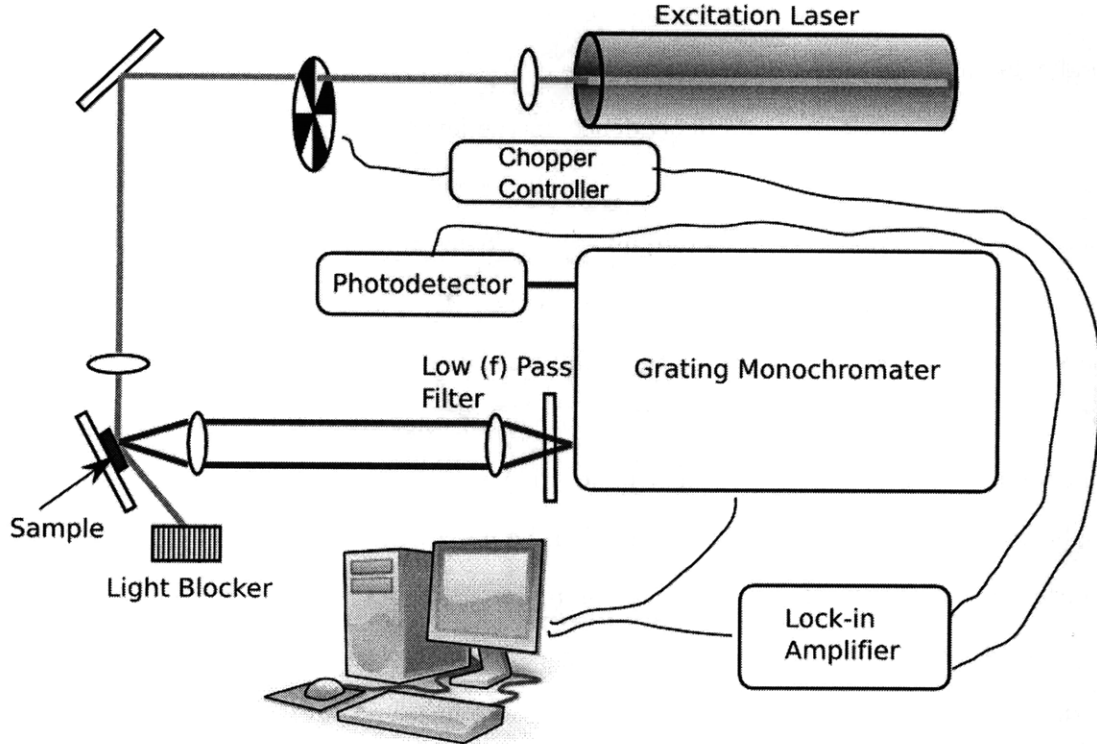 Excitation Laser
Chopper
Controller
Photodetector
Low (f) Pass
Filter
Grating Monochromater
Sample
Light Blocker
Lock-in
Amplifier